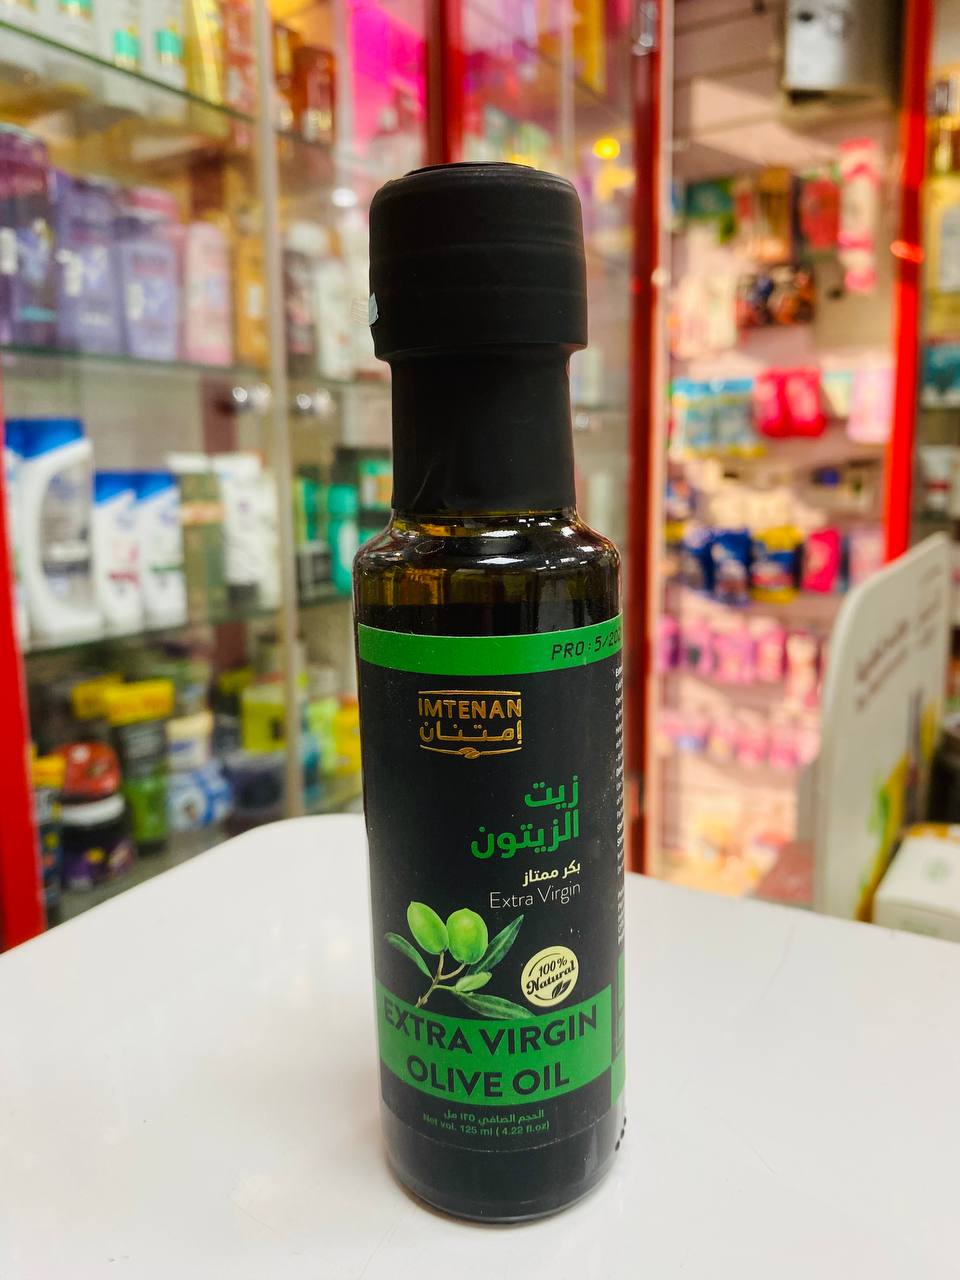 PRO:5/20
IMTENAN
إمتنان
زيت
الزيتون
بكر ممتاز
Extra Virgin
100%
Natural
EXTRA VIRGIN
OLIVE OIL
الحجم الصافي ١٢٥ مل
Net vol. 125 ml ( 4.22 fl.oz)